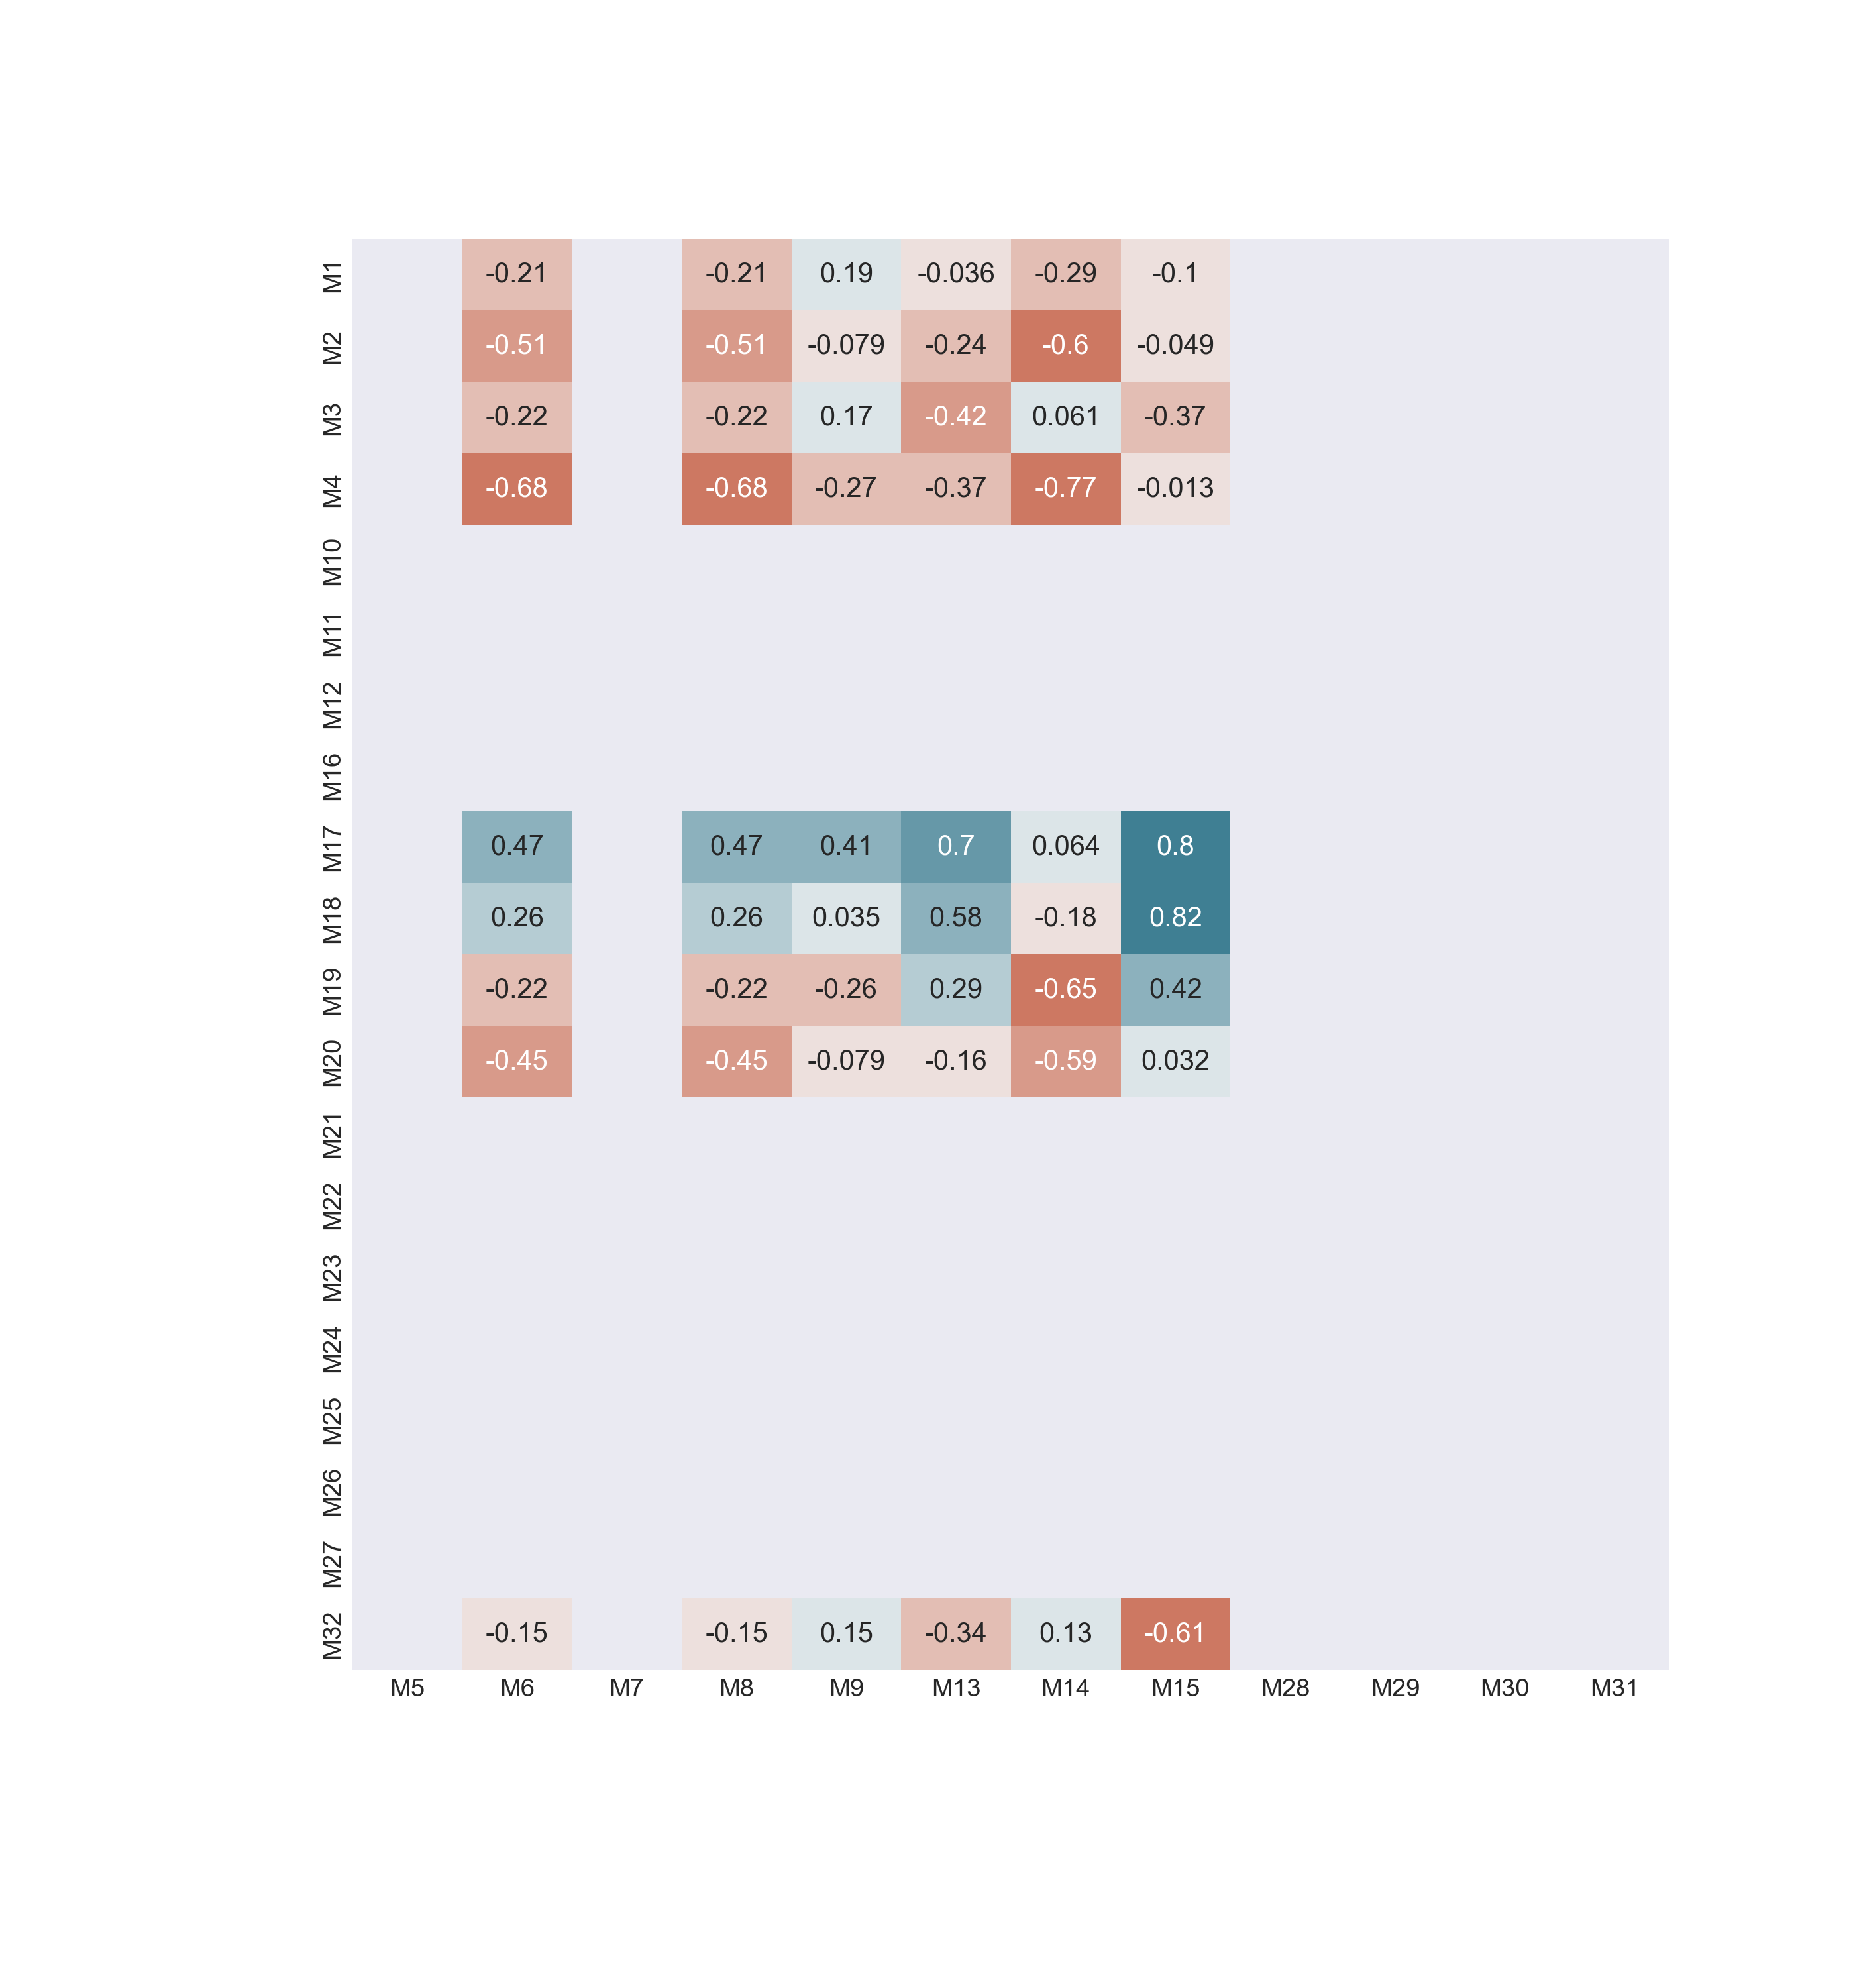 M1 -0.21 -0.21 0.19 -0.036 -0.29 -0.1
M2 -0.51 -0.51 -0.079 -0.24 -0.6 -0.049
M3 -0.22 -0.22 0.17 -0.42 0.061 -0.37
M4 -0.68 -0.68 -0.27 -0.37 -0.77 -0.013
M10
M11
M12
M16
M17 0.47 0.47 0.41 0.7 0.064 0.8
M18 0.26 0.26 0.035 0.58 -0.18 0.82
M19 -0.22 -0.22 -0.26 0.29 -0.65 0.42
M20 -0.45 -0.45 -0.079 -0.16 -0.59 0.032
M21
M22
M23
M24
M25
M26
M27
M32 -0.15 -0.15 0.15 -0.34 0.13 -0.61
M5 M6 M7 M8 M9 M13 M14 M15 M28 M29 M30 M31